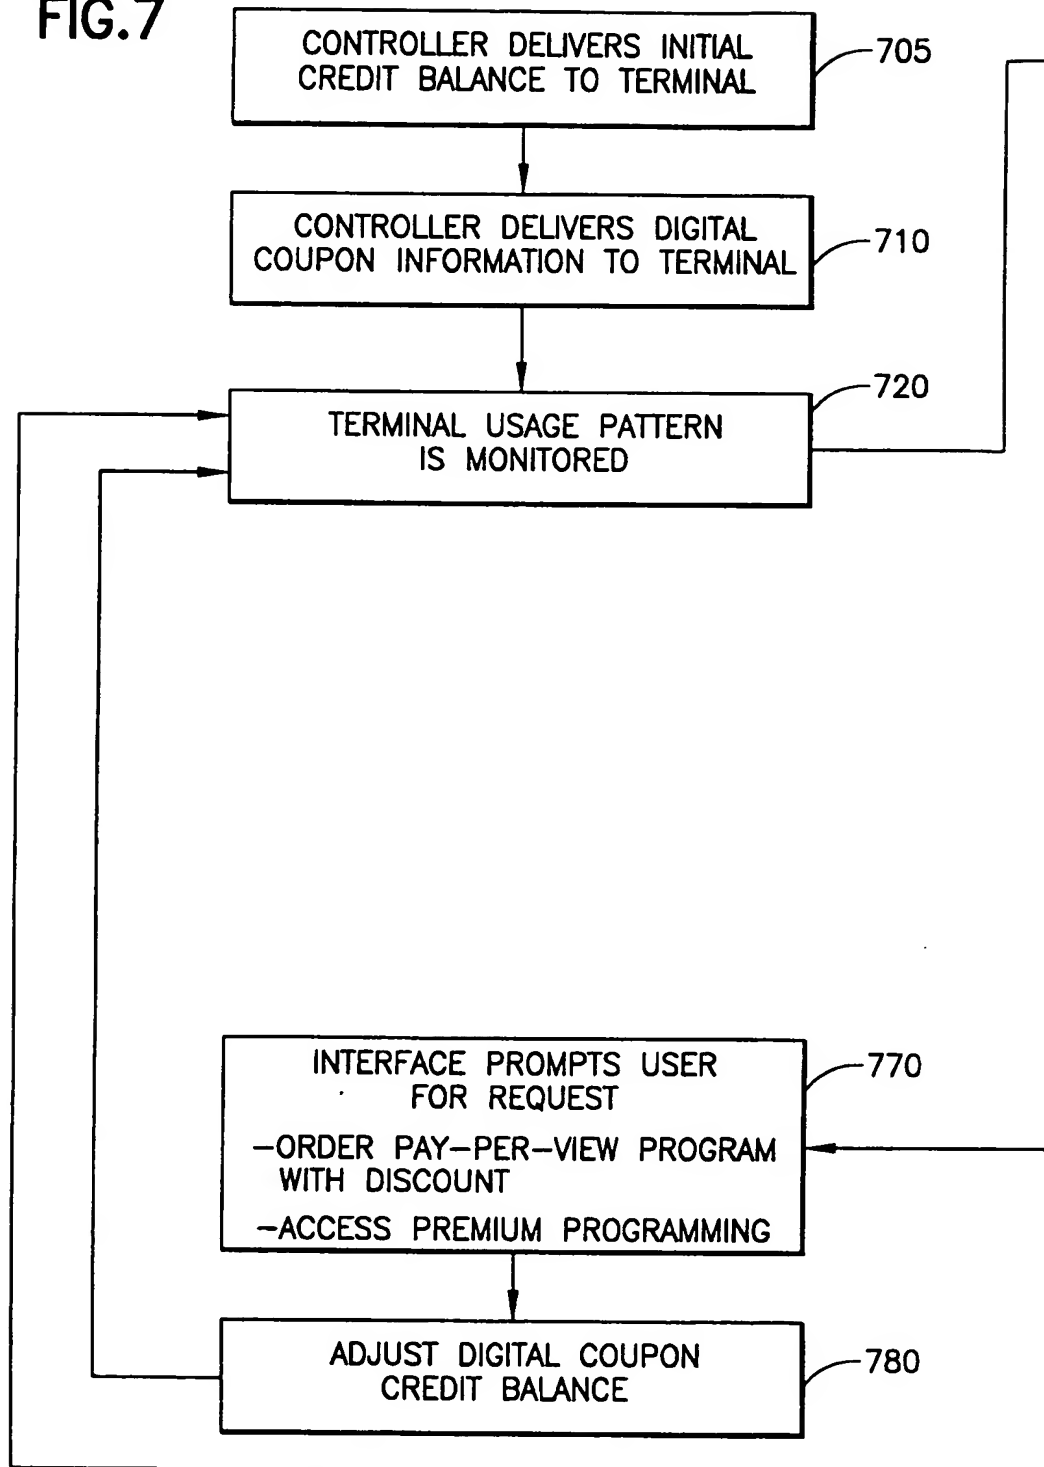 FIG.7
CONTROLLER DELIVERS INITIAL
CREDIT BALANCE TO TERMINAL
705
CONTROLLER DELIVERS DIGITAL
COUPON INFORMATION TO TERMINAL
710
720
TERMINAL USAGE PATTERN
IS MONITORED
INTERFACE PROMPTS USER
FOR REQUEST
770
-ORDER PAY-PER-VIEW PROGRAM
WITH DISCOUNT
-ACCESS PREMIUM PROGRAMMING
ADJUST DIGITAL COUPON
CREDIT BALANCE
780